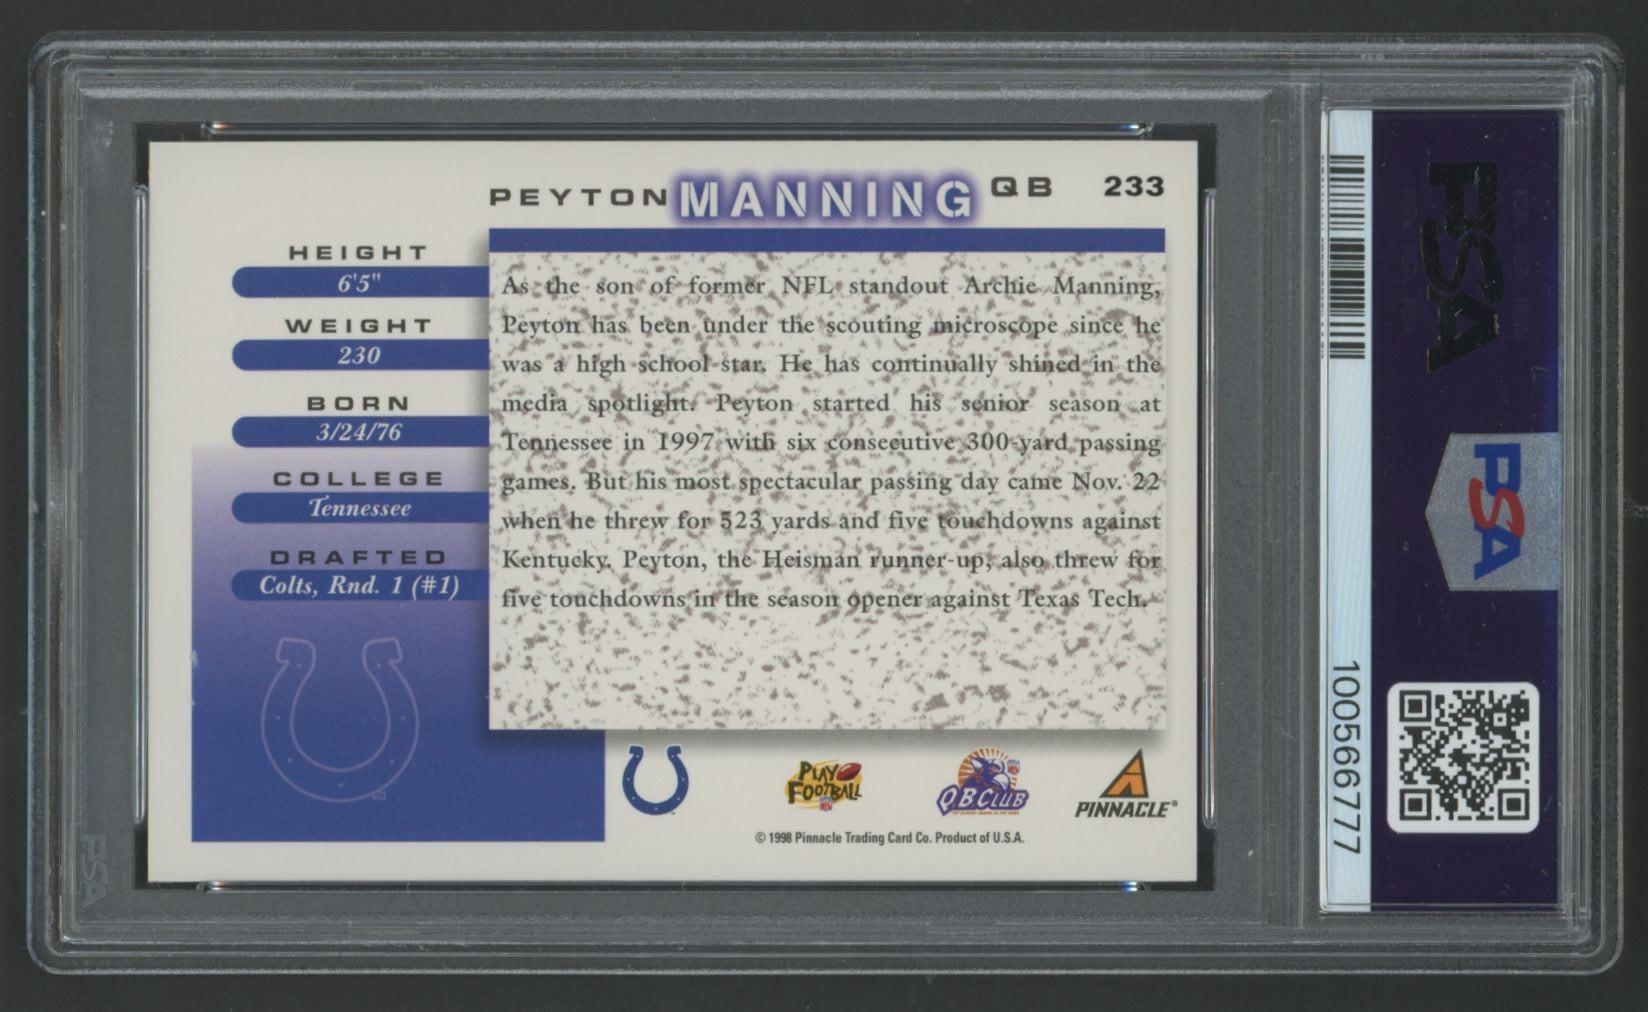 PEYTON MANNING QB 233
HEIGHT
6'5"
WEIGHT
230
BORN
3/24/76
COLLEGE
Tennessee
DRAFTED
Colts, Rnd. 1 (#1)
As the son of former NFL standout Archie Manning,
Peyton has been under the scouting microscope since he
was a high school star. He has continually shined in the
media spotlight. Peyton started his senior season at
Tennessee in 1997 with six consecutive 300-yard passing
games. But his most spectacular passing day came Nov. 22
when he threw for 523 yards and five touchdowns against
Kentucky. Peyton, the Heisman runner-up, also threw for
five touchdowns in the season opener against Texas Tech.
PLAY
FOOTBALL
QB CLUB
PINNACLE®
© 1998 Pinnacle Trading Card Co. Product of U.S.A.
PSA
PSA
100566777
PSA